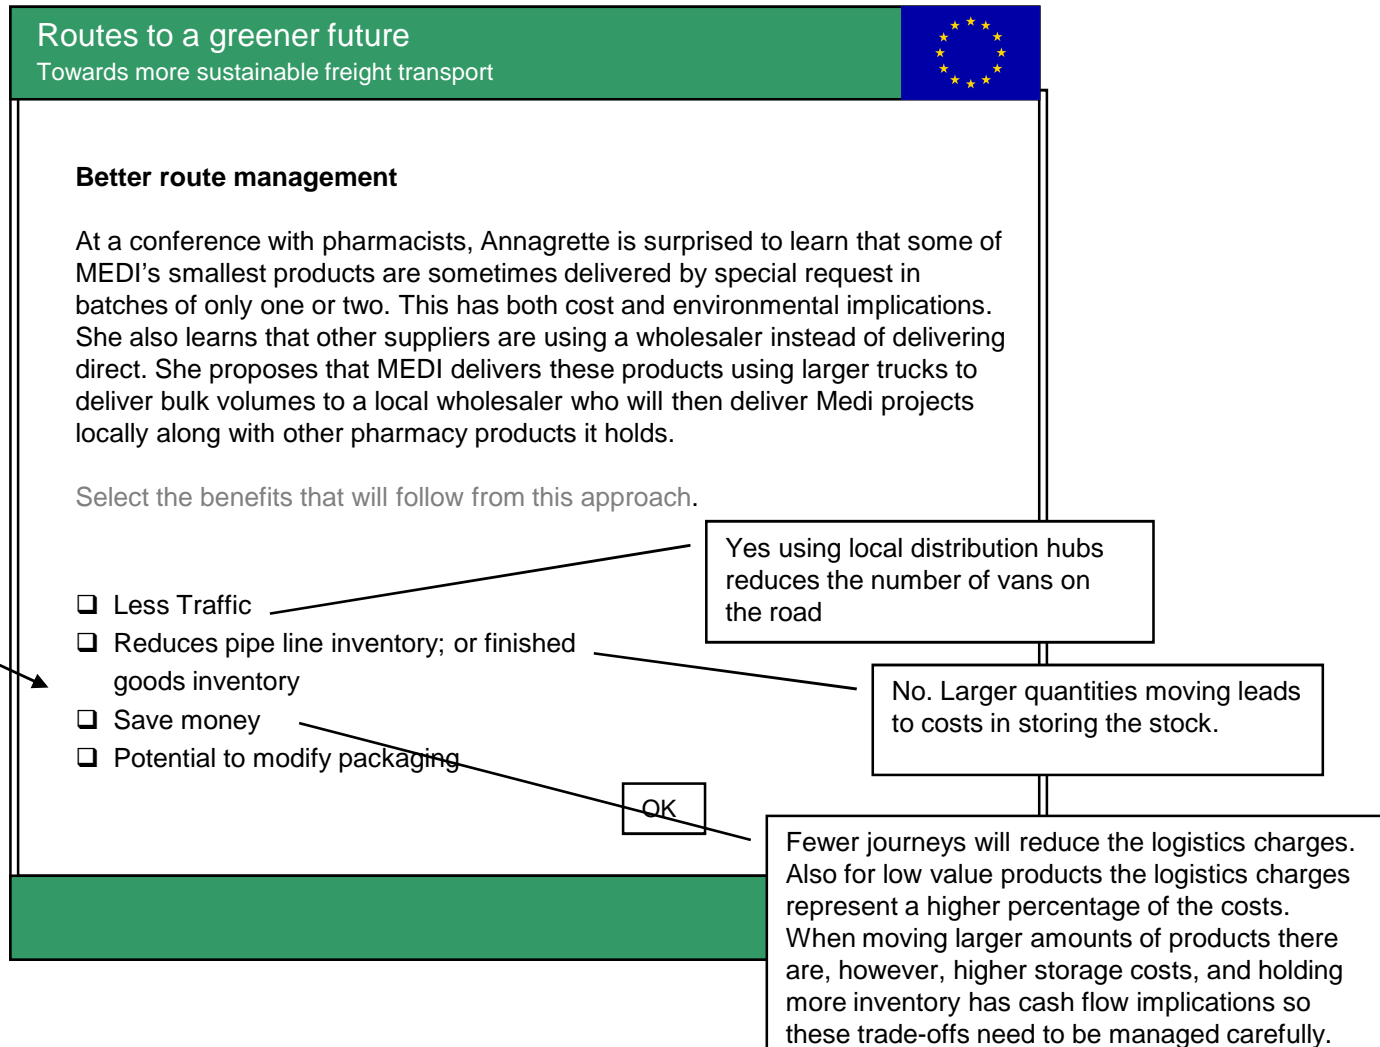 Routes to a greener future
Towards more sustainable freight transport
Better route management
At a conference with pharmacists, Annagrette is surprised to learn that some of
MEDI's smallest products are sometimes delivered by special request in
batches of only one or two. This has both cost and environmental implications.
She also learns that other suppliers are using a wholesaler instead of delivering
direct. She proposes that MEDI delivers these products using larger trucks to
deliver bulk volumes to a local wholesaler who will then deliver Medi projects
locally along with other pharmacy products it holds.
Select the benefits that will follow from this approach.
Yes using local distribution hubs
reduces the number of vans on
the road
❑ Less Traffic
❑ Reduces pipe line inventory; or finished
goods inventory
❑ Save money
❑ Potential to modify packaging
No. Larger quantities moving leads
to costs in storing the stock.
OK
Fewer journeys will reduce the logistics charges.
Also for low value products the logistics charges
represent a higher percentage of the costs.
When moving larger amounts of products there
are, however, higher storage costs, and holding
more inventory has cash flow implications so
these trade-offs need to be managed carefully.